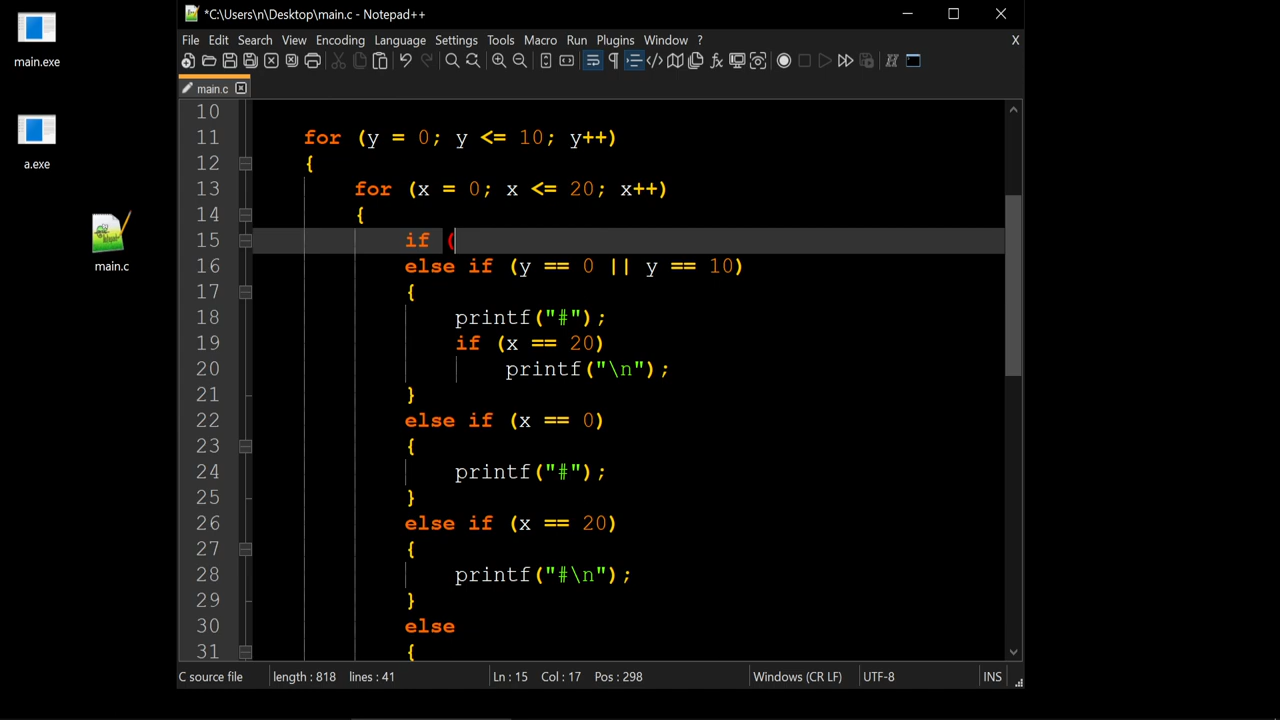 *C:\Users\n\Desktop\main.c - Notepad++
File Edit Search View Encoding Language Settings Tools Macro Run Plugins Window ? X
main.c
main.exe
a.exe
main.c
10
11 for (y = 0; y <= 10; y++)
12 {
13 for (x = 0; x <= 20; x++)
14 {
15 if (
16 else if (y == 0 || y == 10)
17 {
18 printf("#");
19 if (x == 20)
20 printf("\n");
21 }
22 else if (x == 0)
23 {
24 printf("#");
25 }
26 else if (x == 20)
27 {
28 printf("#\n");
29 }
30 else
31 {
C source file length : 818 lines : 41 Ln : 15 Col : 17 Pos : 298 Windows (CR LF) UTF-8 INS